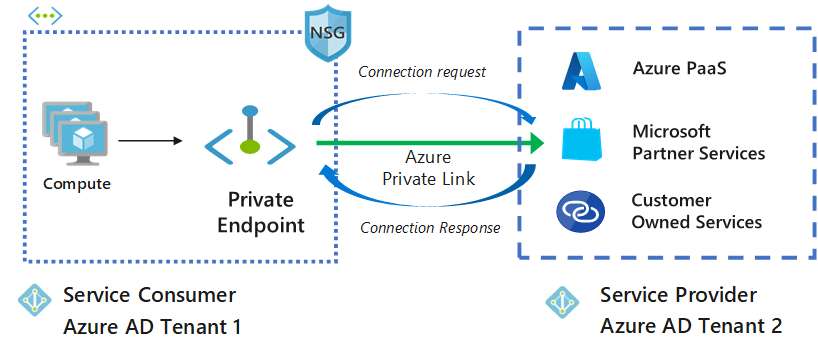 NSG
Connection request
Compute
Private
Endpoint
Azure
Private Link
Connection Response
Azure PaaS
Microsoft
Partner Services
Customer
Owned Services
Service Consumer
Azure AD Tenant 1
Service Provider
Azure AD Tenant 2